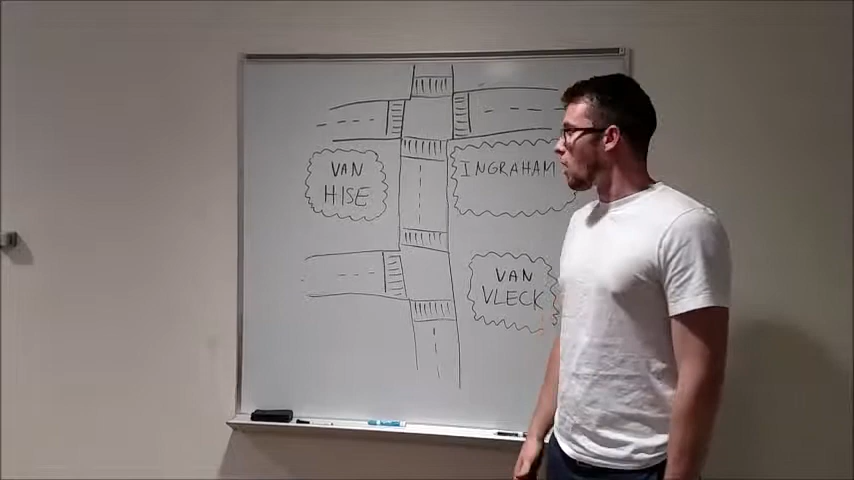 VAN
HISE
INGRAHAM
VAN
VLECK